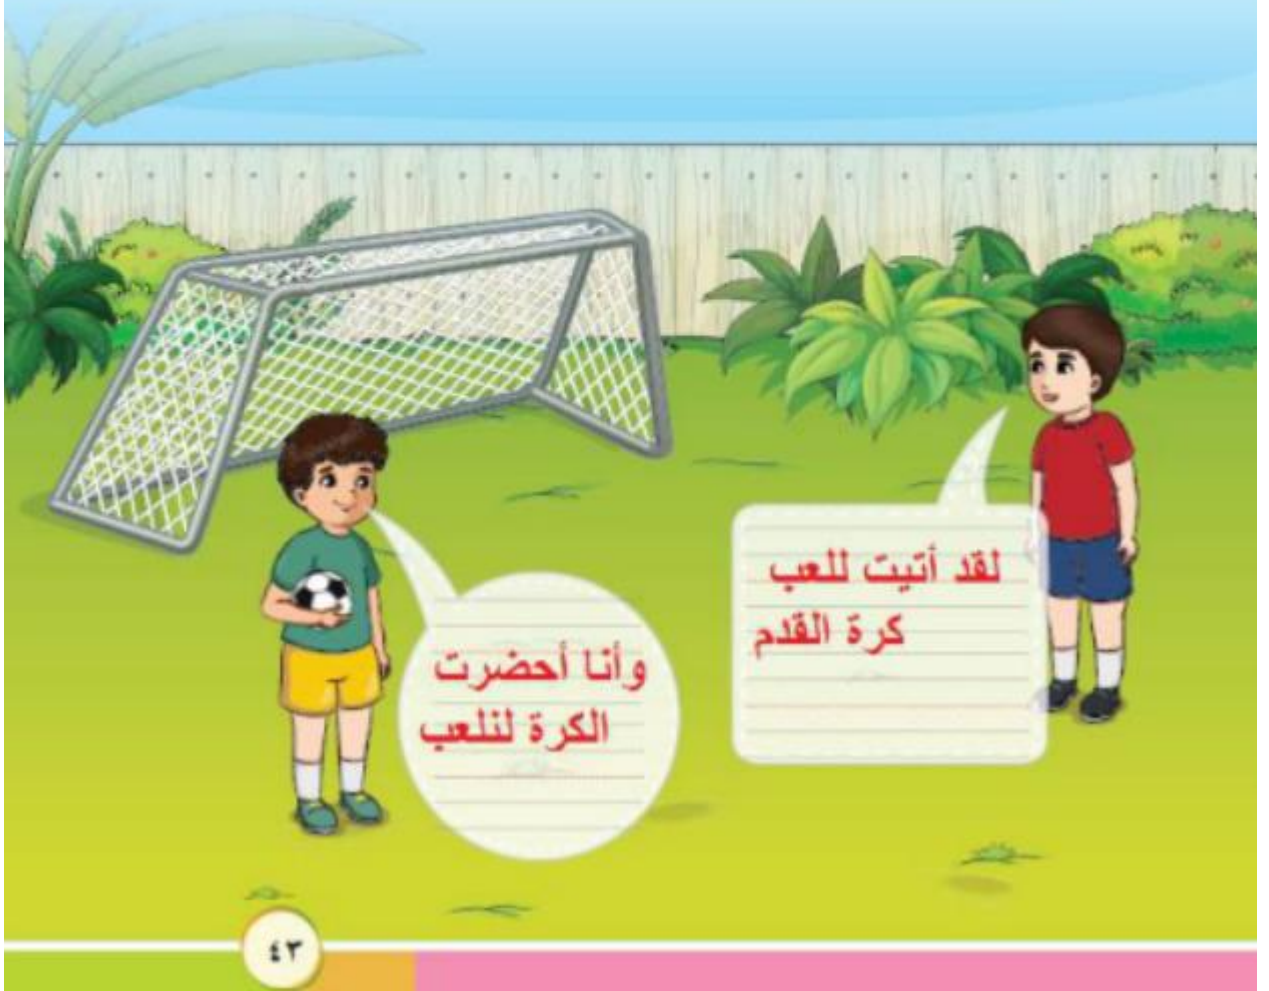 لقد أتيت للعب
كرة القدم
وأنا أحضرت
الكرة لنلعب
٤٣